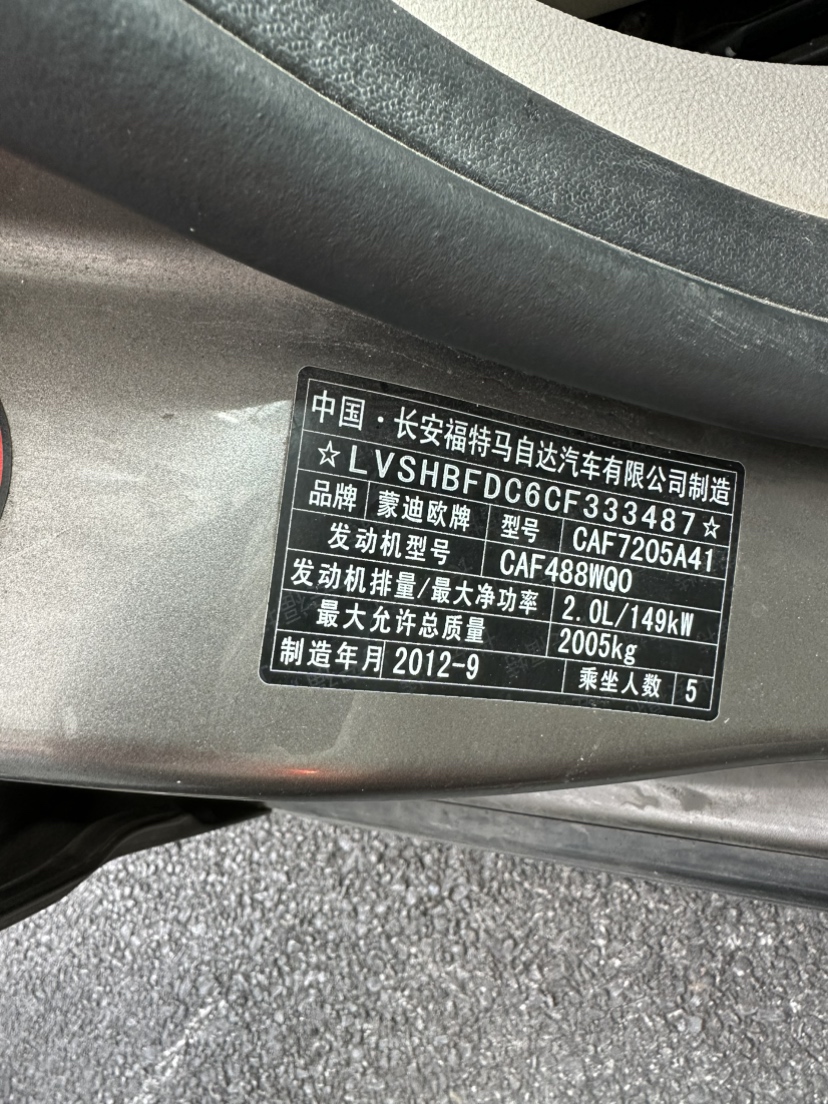 中国·长安福特马自达汽车有限公司制造
☆LVSHBFDC6CF333487☆
品牌 蒙迪欧牌 型号 CAF7205A41
发动机型号 CAF488WQ0
发动机排量/最大净功率 2.0L/149kW
最大允许总质量 2005kg
制造年月 2012-9 乘坐人数 5